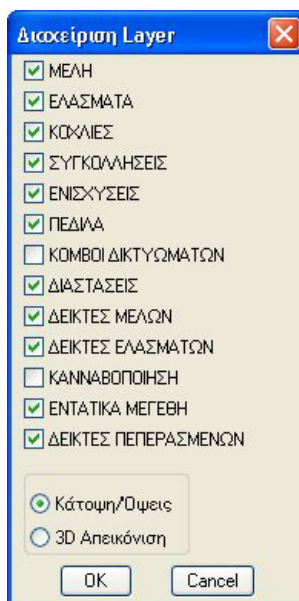 Διαχείριση Layer
ΜΕΛΗ
ΕΛΑΣΜΑΤΑ
ΚΟΧΛΙΕΣ
ΣΥΓΚΟΛΛΗΣΕΙΣ
ΕΝΙΣΧΥΣΕΙΣ
ΠΕΔΙΛΑ
ΚΟΜΒΟΙ ΔΙΚΤΥΩΜΑΤΩΝ
ΔΙΑΣΤΑΣΕΙΣ
ΔΕΙΚΤΕΣ ΜΕΛΩΝ
ΔΕΙΚΤΕΣ ΕΛΑΣΜΑΤΩΝ
ΚΑΝΝΑΒΟΠΟΙΗΣΗ
ΕΝΤΑΤΙΚΑ ΜΕΓΕΘΗ
ΔΕΙΚΤΕΣ ΠΕΠΕΡΑΣΜΕΝΩΝ
Κάτοψη/Όψεις
3D Απεικόνιση
OK Cancel